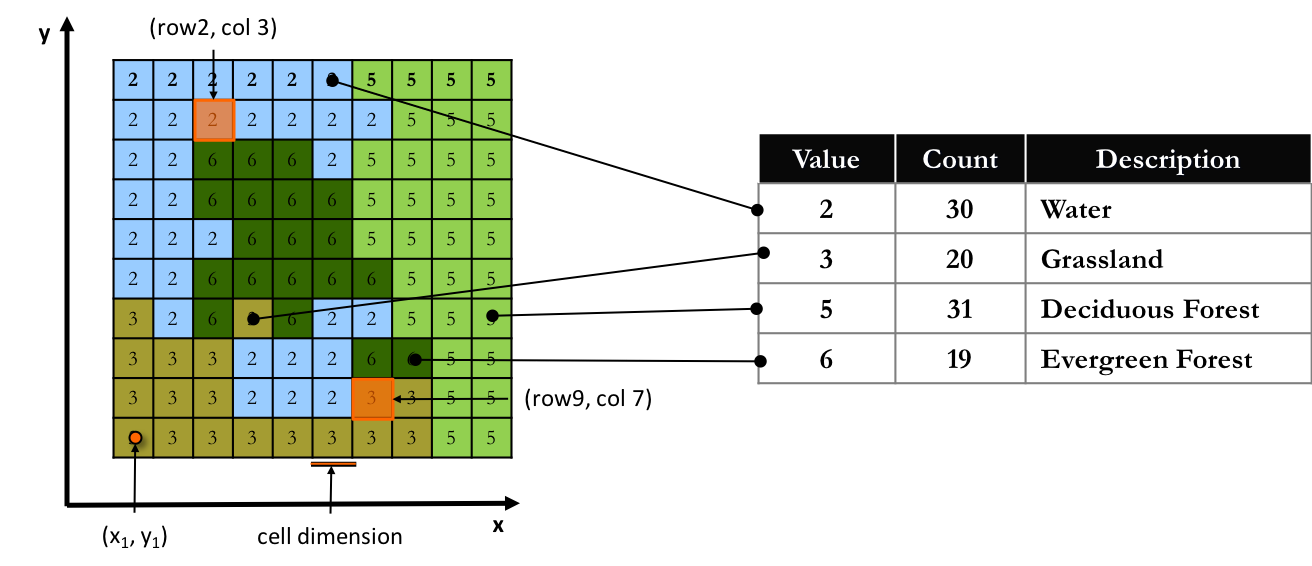 y
(row2, col 3)
2 2 2 2 2 5 5 5 5
2 2 2 2 2 2 2 5 5 5
2 2 6 6 6 2 5 5 5 5
2 2 6 6 6 6 5 5 5 5
2 2 2 6 6 6 5 5 5 5
2 2 6 6 6 6 6 5 5 5
3 2 6 6 2 2 5 5 5
3 3 3 2 2 2 6 5 5
3 3 3 2 2 2 3 3 5 5
3 3 3 3 3 3 3 5 5
(row9, col 7)
x
(x₁, y₁)
cell dimension
Value Count Description
2 30 Water
3 20 Grassland
5 31 Deciduous Forest
6 19 Evergreen Forest